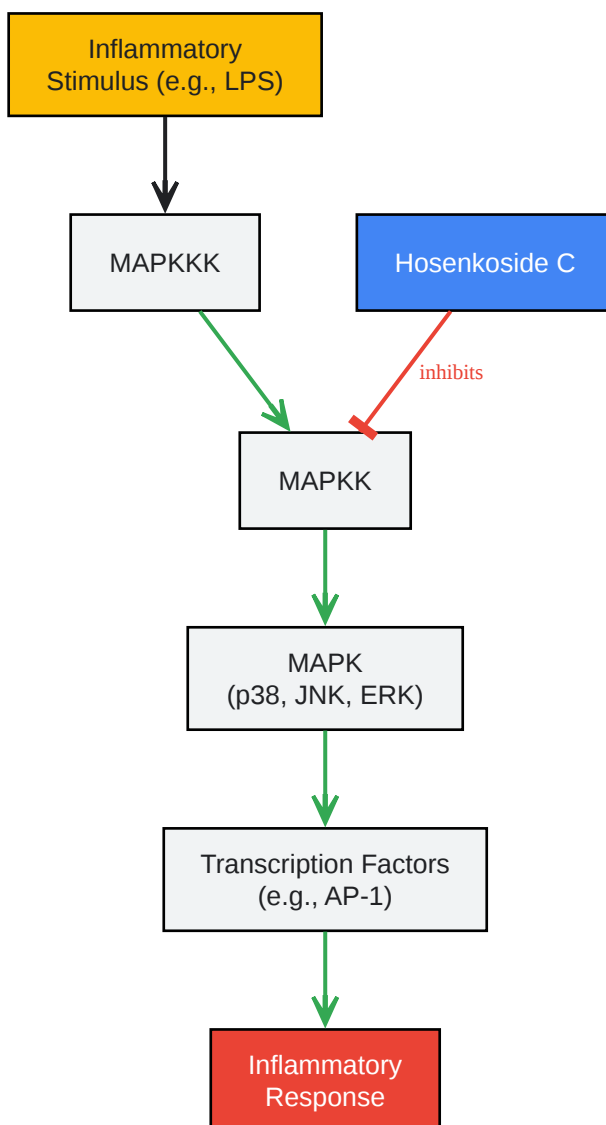 Inflammatory
Stimulus (e.g., LPS)
MAPKKK
Hosenkoside C
inhibits
MAPKK
MAPK
(p38, JNK, ERK)
Transcription Factors
(e.g., AP-1)
Inflammatory
Response